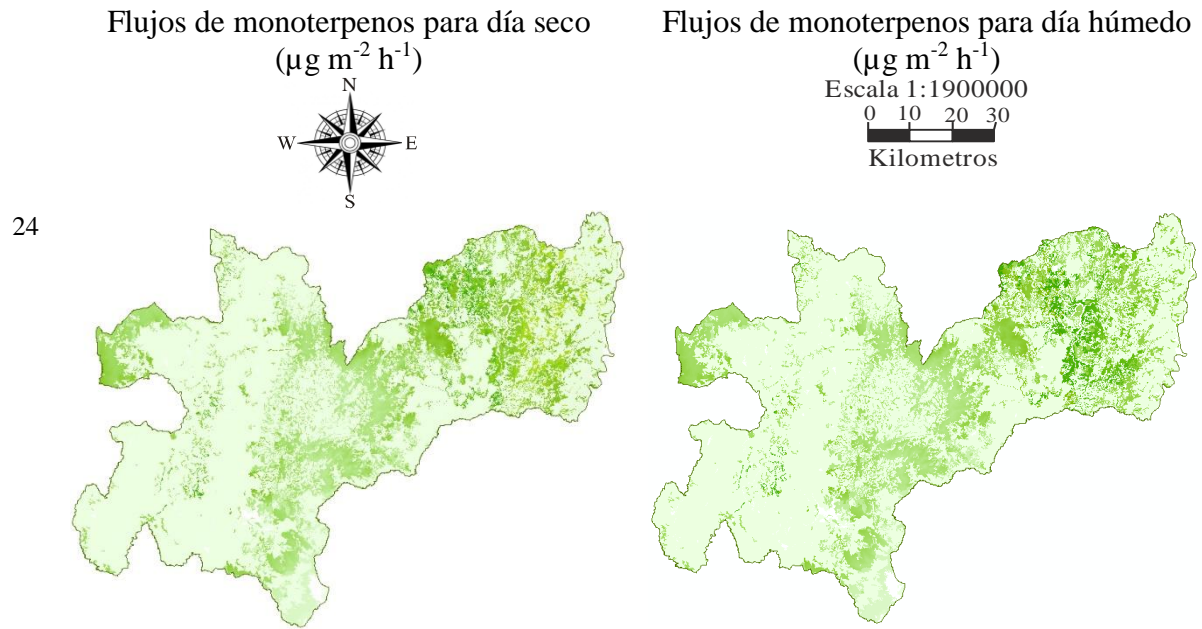 Flujos de monoterpenos para día seco
(µg m-2 h-1)
Flujos de monoterpenos para día húmedo
(µg m-2 h-1)
Escala 1:1900000
0 10 20 30
Kilometros
N
W E
S
24